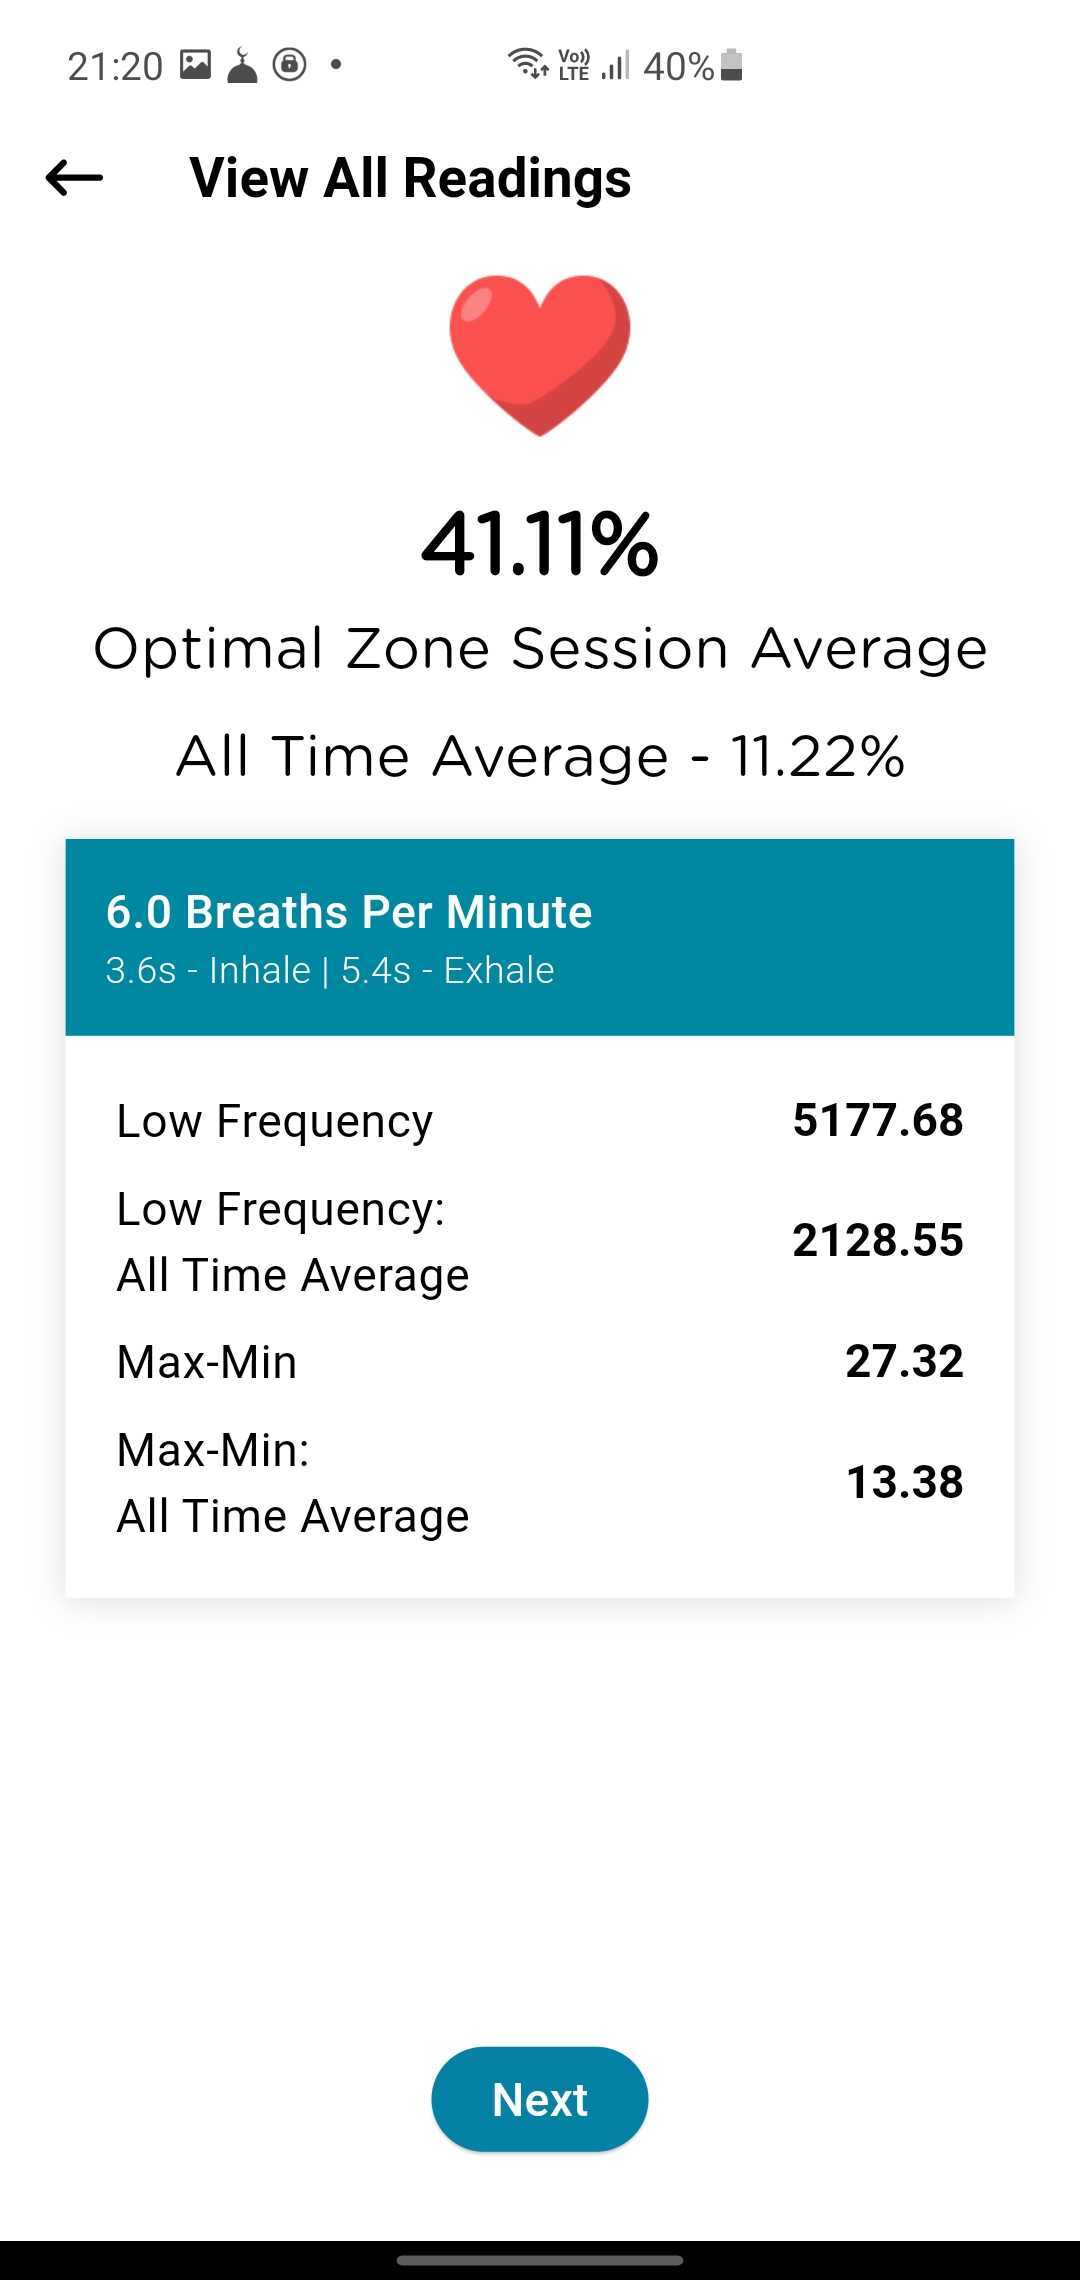 21:20 Vo)) LTE 40%
View All Readings
41.11%
Optimal Zone Session Average
All Time Average - 11.22%
6.0 Breaths Per Minute
3.6s - Inhale | 5.4s - Exhale
Low Frequency 5177.68
Low Frequency:
All Time Average 2128.55
Max-Min 27.32
Max-Min:
All Time Average 13.38
Next